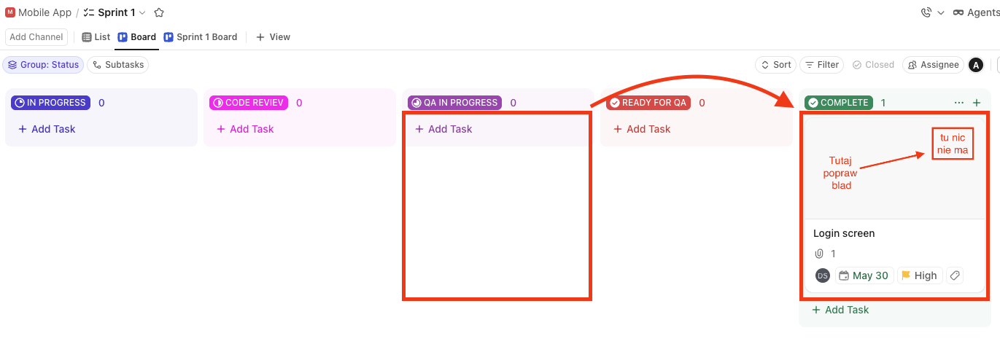 M Mobile App / Sprint 1
Agents
Add Channel List Board Sprint 1 Board + View
Group: Status Subtasks
Sort Filter Closed Assignee A
IN PROGRESS 0
+ Add Task
CODE REVIEV 0
+ Add Task
QA IN PROGRESS 0
+ Add Task
READY FOR QA 0
+ Add Task
COMPLETE 1 ... +
tu nic
nie ma
Tutaj
popraw
blad
Login screen
1
DS May 30 High
+ Add Task